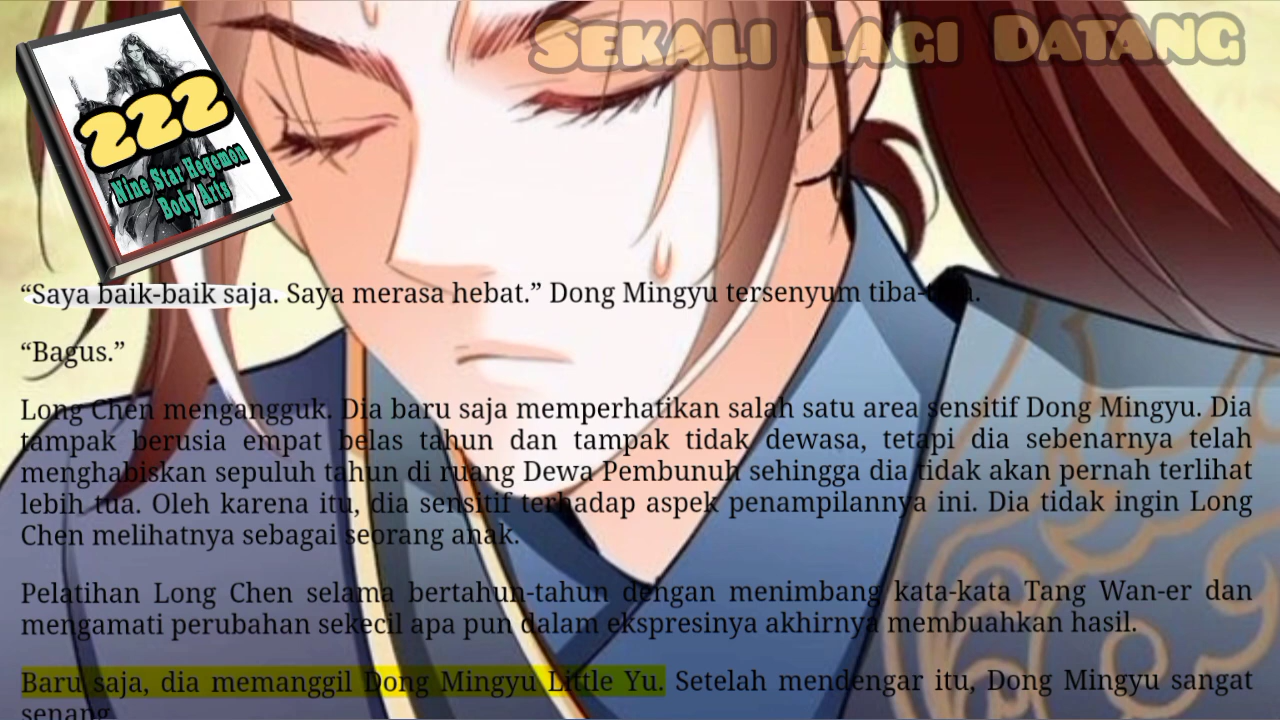 SEKALI LAGI DATANG
222
Nine Star Hegemon
Body Arts
“Saya baik-baik saja. Saya merasa hebat.” Dong Mingyu tersenyum tiba-tiba.
“Bagus.”
Long Chen mengangguk. Dia baru saja memperhatikan salah satu area sensitif Dong Mingyu. Dia
tampak berusia empat belas tahun dan tampak tidak dewasa, tetapi dia sebenarnya telah
menghabiskan sepuluh tahun di ruang Dewa Pembunuh sehingga dia tidak akan pernah terlihat
lebih tua. Oleh karena itu, dia sensitif terhadap aspek penampilannya ini. Dia tidak ingin Long
Chen melihatnya sebagai seorang anak.
Pelatihan Long Chen selama bertahun-tahun dengan menimbang kata-kata Tang Wan-er dan
mengamati perubahan sekecil apa pun dalam ekspresinya akhirnya membuahkan hasil.
Baru saja, dia memanggil Dong Mingyu Little Yu. Setelah mendengar itu, Dong Mingyu sangat
senang.